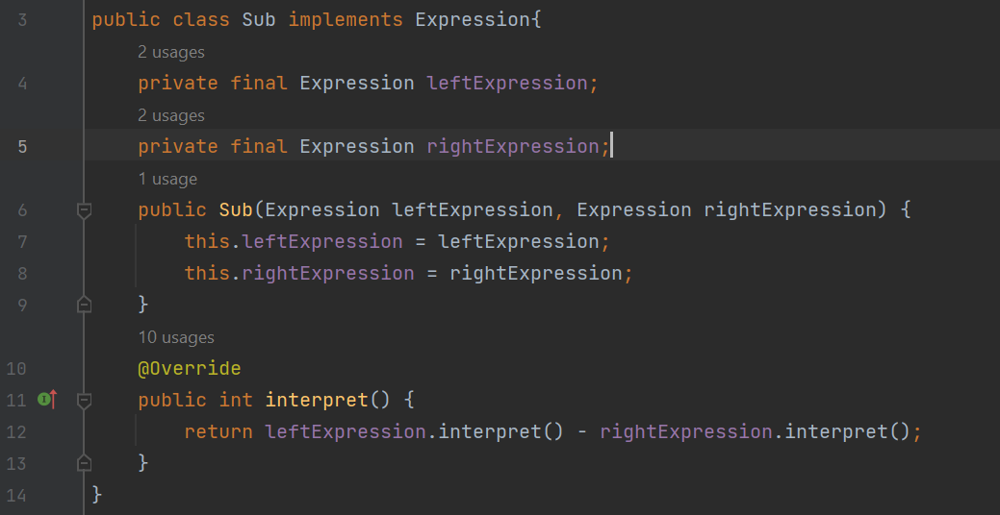 3 public class Sub implements Expression{
2 usages
4 private final Expression leftExpression;
2 usages
5 private final Expression rightExpression;
1 usage
6 public Sub(Expression leftExpression, Expression rightExpression) {
7 this.leftExpression = leftExpression;
8 this.rightExpression = rightExpression;
9 }
10 usages
10 @Override
11 public int interpret() {
12 return leftExpression.interpret() - rightExpression.interpret();
13 }
14 }